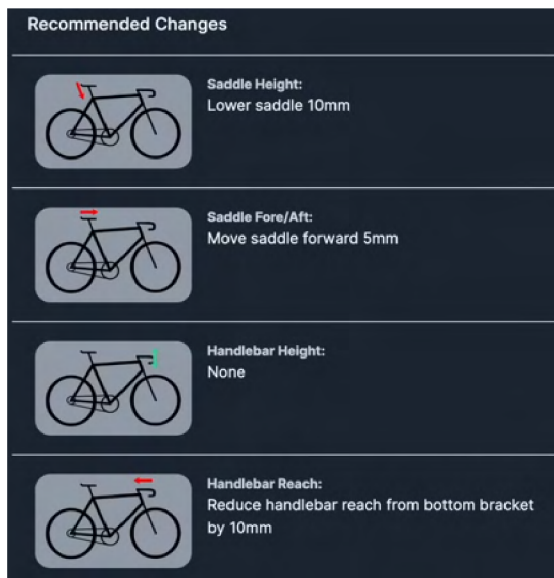 Recommended Changes
Saddle Height:
Lower saddle 10mm
Saddle Fore/Aft:
Move saddle forward 5mm
Handlebar Height:
None
Handlebar Reach:
Reduce handlebar reach from bottom bracket
by 10mm